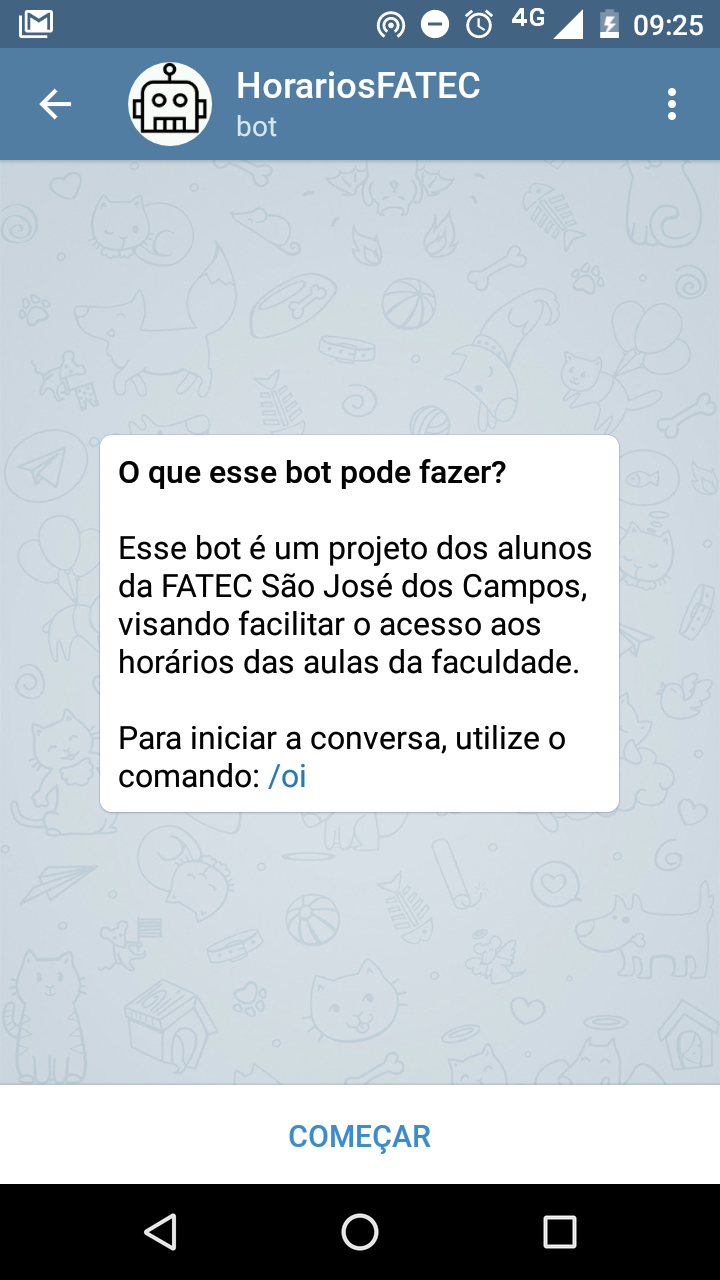 4G 09:25
HorariosFATEC
bot
O que esse bot pode fazer?
Esse bot é um projeto dos alunos
da FATEC São José dos Campos,
visando facilitar o acesso aos
horários das aulas da faculdade.
Para iniciar a conversa, utilize o
comando: /oi
COMEÇAR